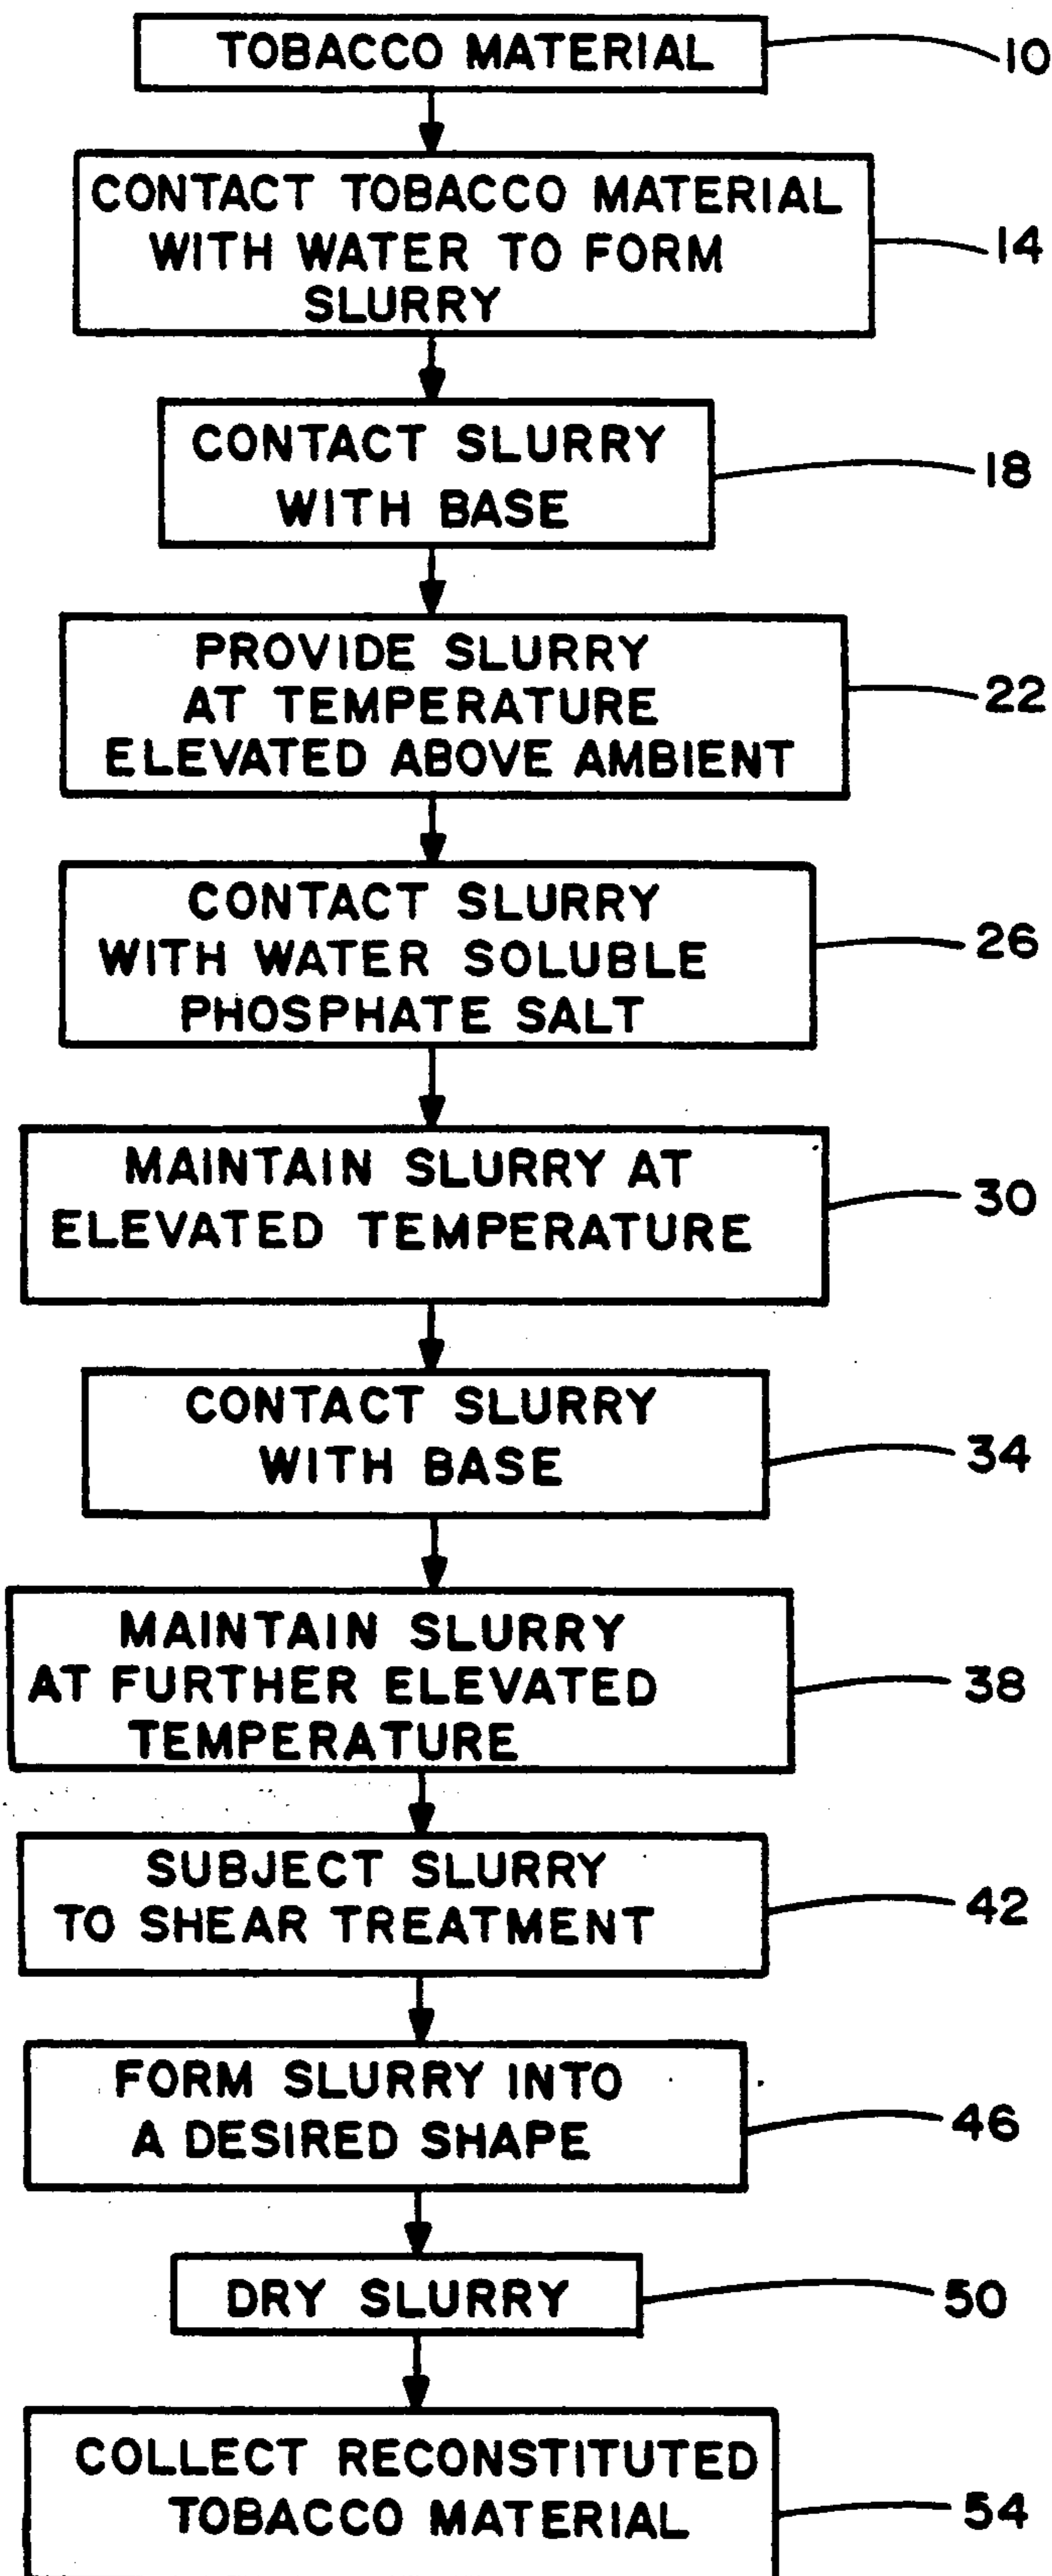 TOBACCO MATERIAL
10
CONTACT TOBACCO MATERIAL
WITH WATER TO FORM
SLURRY
14
CONTACT SLURRY
WITH BASE
18
PROVIDE SLURRY
AT TEMPERATURE
ELEVATED ABOVE AMBIENT
22
CONTACT SLURRY
WITH WATER SOLUBLE
PHOSPHATE SALT
26
MAINTAIN SLURRY AT
ELEVATED TEMPERATURE
30
CONTACT SLURRY
WITH BASE
34
MAINTAIN SLURRY
AT FURTHER ELEVATED
TEMPERATURE
38
SUBJECT SLURRY
TO SHEAR TREATMENT
42
FORM SLURRY INTO
A DESIRED SHAPE
46
DRY SLURRY
50
COLLECT RECONSTITUTED
TOBACCO MATERIAL
54